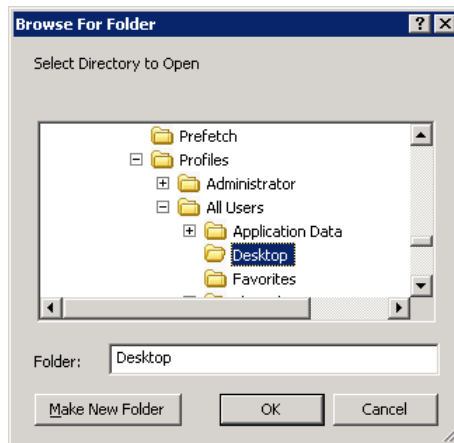 Browse For Folder
Select Directory to Open
Prefetch
Profiles
Administrator
All Users
Application Data
Desktop
Favorites
Folder: Desktop
Make New Folder OK Cancel